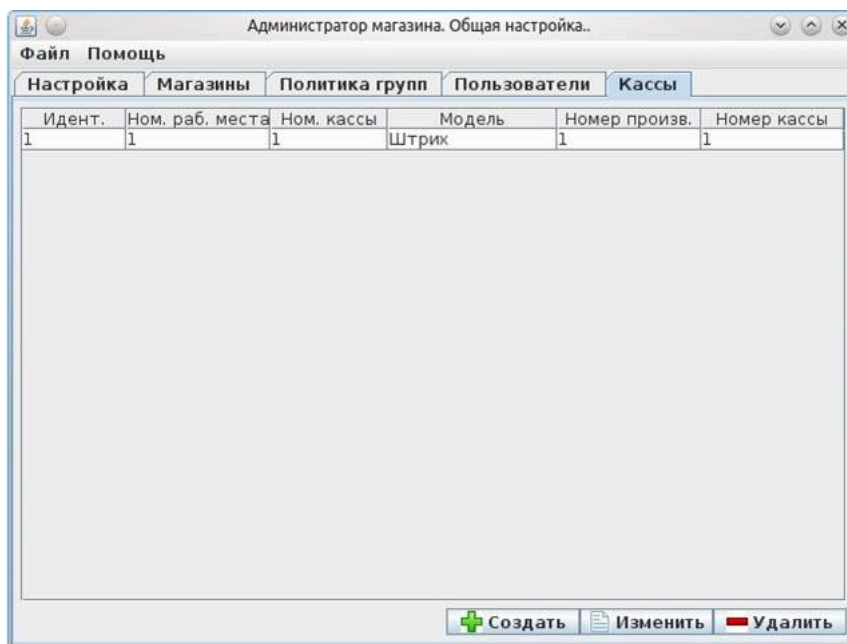 Администратор магазина. Общая настройка..
Файл Помощь
Настройка Магазины Политика групп Пользователи Кассы
Идент. Ном. раб. места Ном. кассы Модель Номер произв. Номер кассы
1 1 1 Штрих 1 1
Создать Изменить Удалить